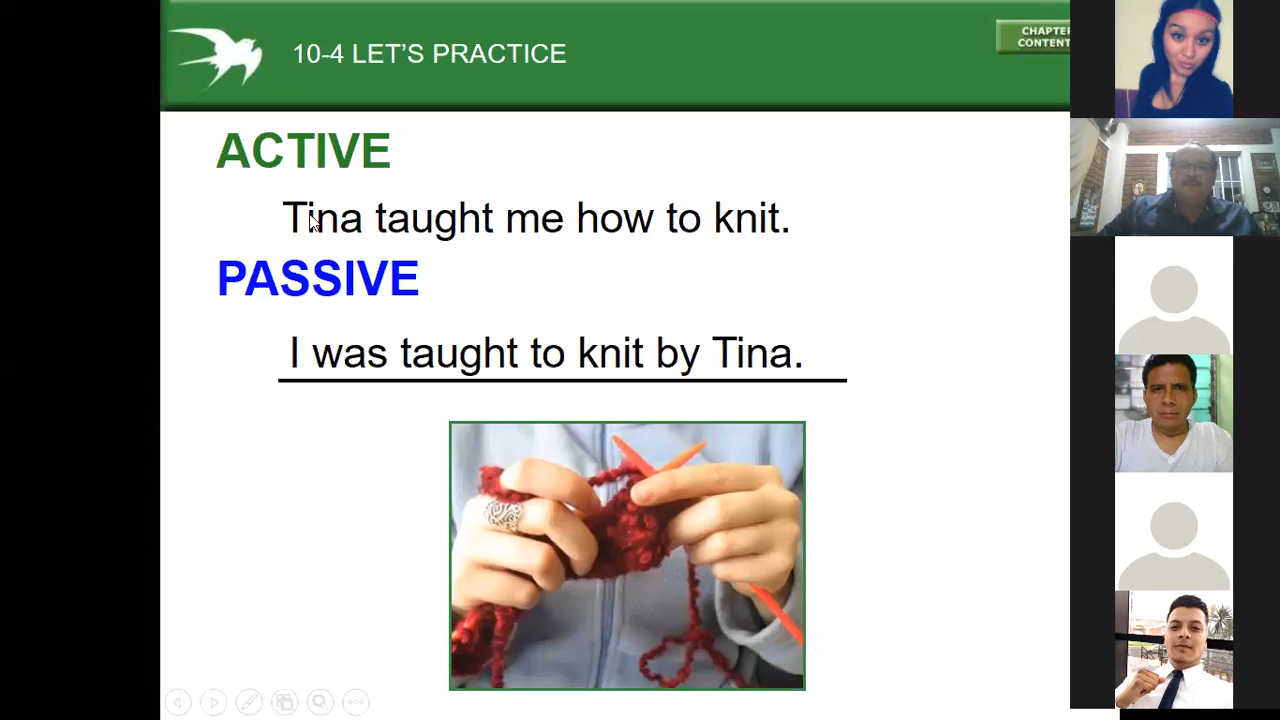 10-4 LET'S PRACTICE
CHAPTER
CONTENT
ACTIVE
Tina taught me how to knit.
PASSIVE
I was taught to knit by Tina.